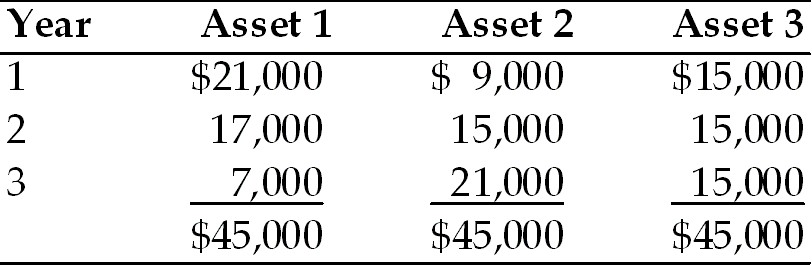 Year Asset 1 Asset 2 Asset 3
1 $21,000 $ 9,000 $15,000
2 17,000 15,000 15,000
3 7,000 21,000 15,000
$45,000 $45,000 $45,000